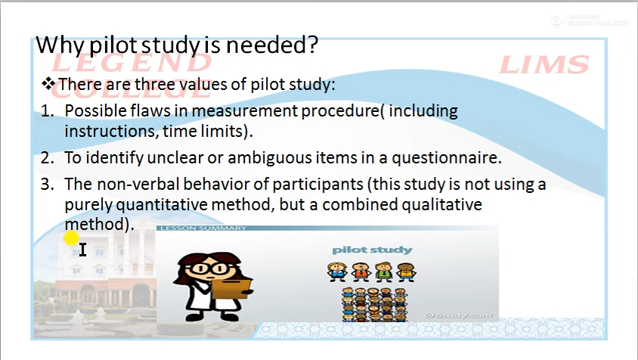 Why pilot study is needed?
LEGEND
COLLEGE
LIMS
❖There are three values of pilot study:
1. Possible flaws in measurement procedure( including
instructions, time limits).
2. To identify unclear or ambiguous items in a questionnaire.
3. The non-verbal behavior of participants (this study is not using a
purely quantitative method, but a combined qualitative
method).
LESSON SUMMARY
pilot study
Study.com